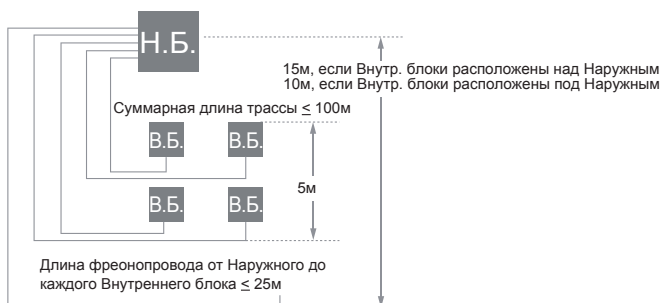 Н.Б.
15м, если Внутр. блоки расположены над Наружным
10м, если Внутр. блоки расположены под Наружным
Суммарная длина трассы ≤ 100м
В.Б. В.Б.
5м
В.Б. В.Б.
Длина фреонопровода от Наружного до
каждого Внутреннего блока ≤ 25м